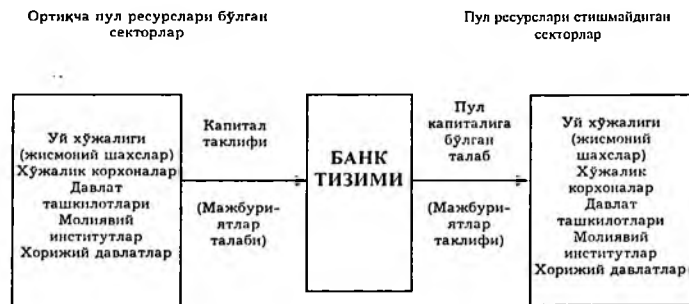 Ортиқча пул ресурслари бўлган
секторлар
Пул ресурслари етишмайдиган
секторлар
Уй хўжалиги
(жисмоний шахслар)
Хўжалик корхоналар
Давлат
ташкилотлари
Молиявий
институтлар
Хорижий давлатлар
Капитал
таклифи
(Мажбури-
ятлар
талаби)
БАНК
ТИЗИМИ
Пул
капиталига
бўлган
талаб
(Мажбури-
ятлар
таклифи)
Уй хўжалиги
(жисмоний
шахслар)
Хўжалик
корхоналар
Давлат
ташкилотлари
Молиявий
институтлар
Хорижий давлатлар